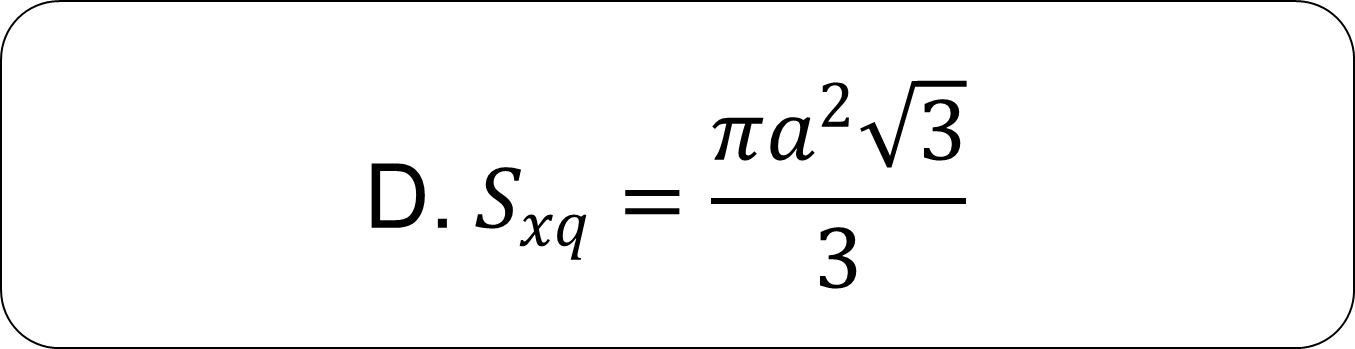 D. $S_{xq} = \frac{\pi a^2 \sqrt{3}}{3}$